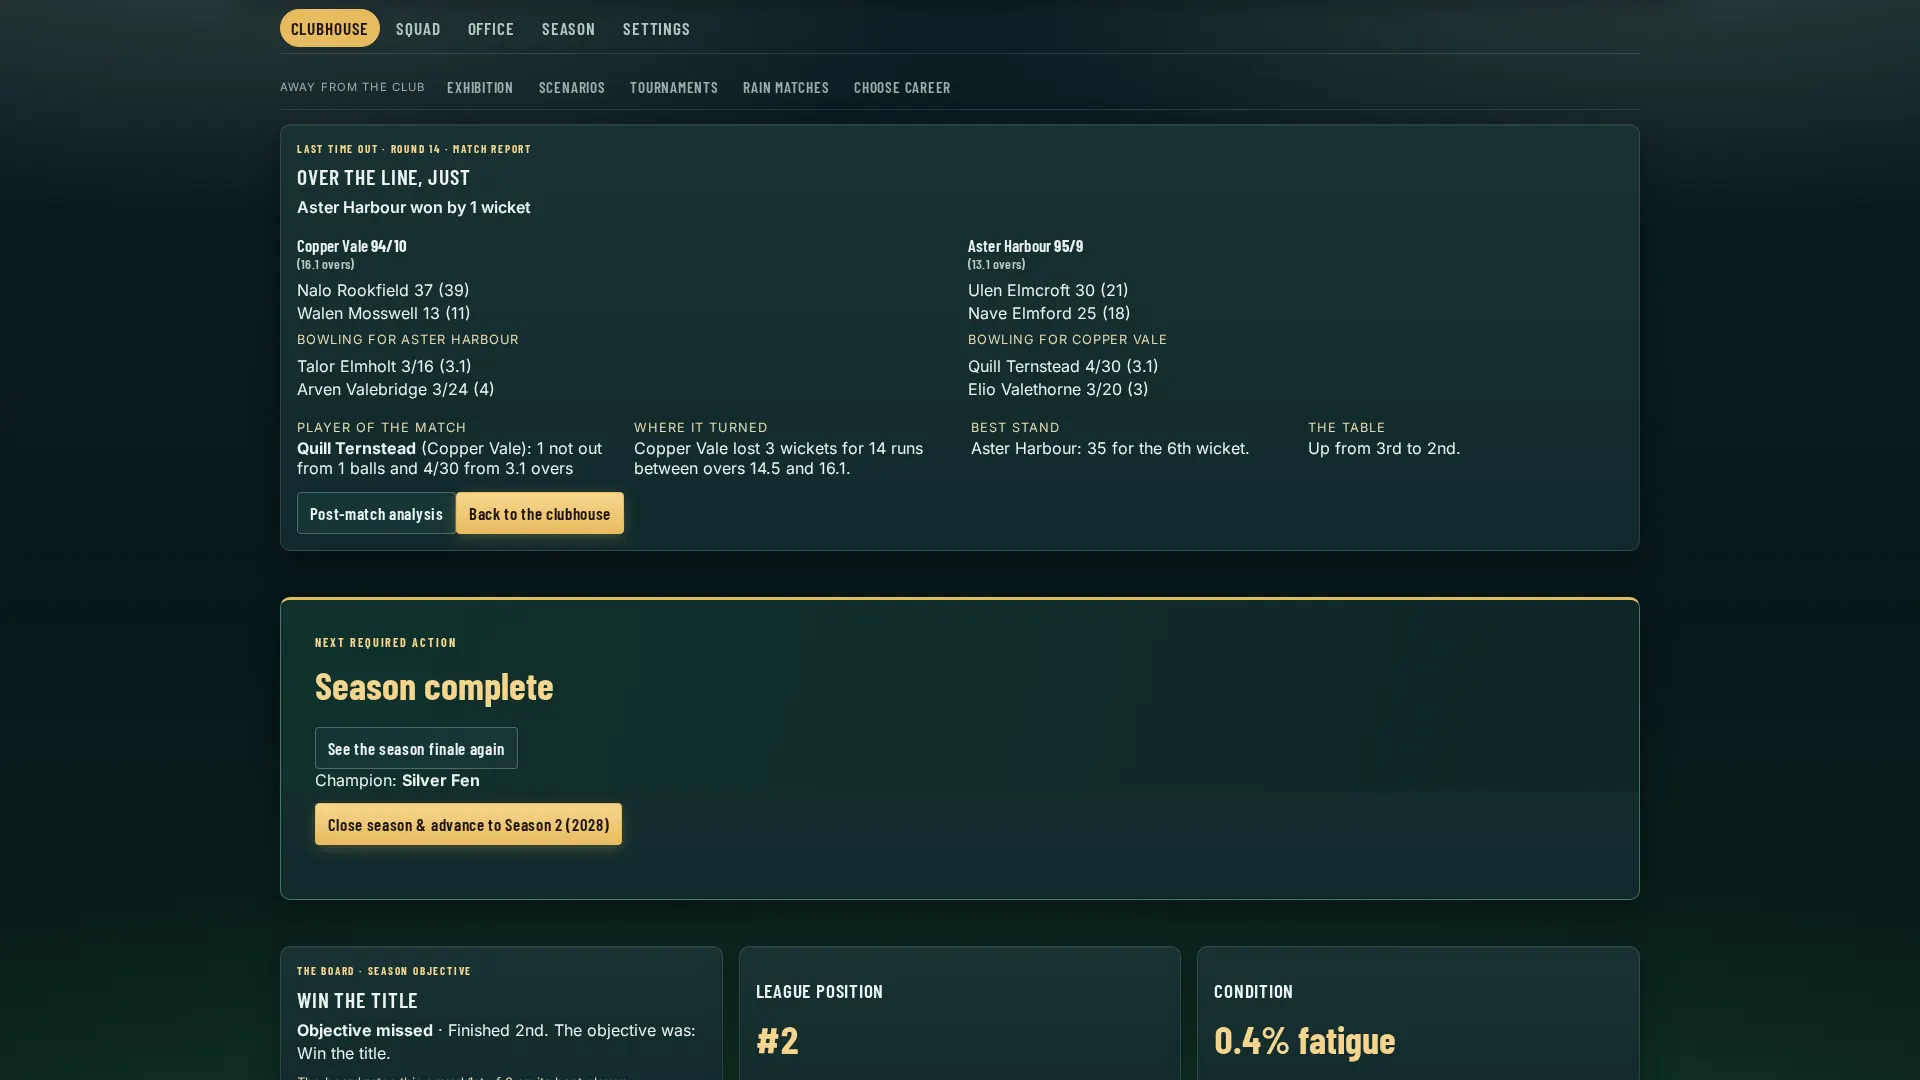 CLUBHOUSE SQUAD OFFICE SEASON SETTINGS
AWAY FROM THE CLUB EXHIBITION SCENARIOS TOURNAMENTS RAIN MATCHES CHOOSE CAREER
LAST TIME OUT · ROUND 14 · MATCH REPORT
OVER THE LINE, JUST
Aster Harbour won by 1 wicket
Copper Vale 94/10
(16.1 overs)
Nalo Rookfield 37 (39)
Walen Mosswell 13 (11)
BOWLING FOR ASTER HARBOUR
Talor Elmholt 3/16 (3.1)
Arven Valebridge 3/24 (4)
Aster Harbour 95/9
(13.1 overs)
Ulen Elmcroft 30 (21)
Nave Elmford 25 (18)
BOWLING FOR COPPER VALE
Quill Ternstead 4/30 (3.1)
Elio Valethorne 3/20 (3)
PLAYER OF THE MATCH
Quill Ternstead (Copper Vale): 1 not out
from 1 balls and 4/30 from 3.1 overs
WHERE IT TURNED
Copper Vale lost 3 wickets for 14 runs
between overs 14.5 and 16.1.
BEST STAND
Aster Harbour: 35 for the 6th wicket.
THE TABLE
Up from 3rd to 2nd.
Post-match analysis
Back to the clubhouse
NEXT REQUIRED ACTION
Season complete
See the season finale again
Champion: Silver Fen
Close season & advance to Season 2 (2028)
THE BOARD · SEASON OBJECTIVE
WIN THE TITLE
Objective missed · Finished 2nd. The objective was:
Win the title.
LEAGUE POSITION
#2
CONDITION
0.4% fatigue